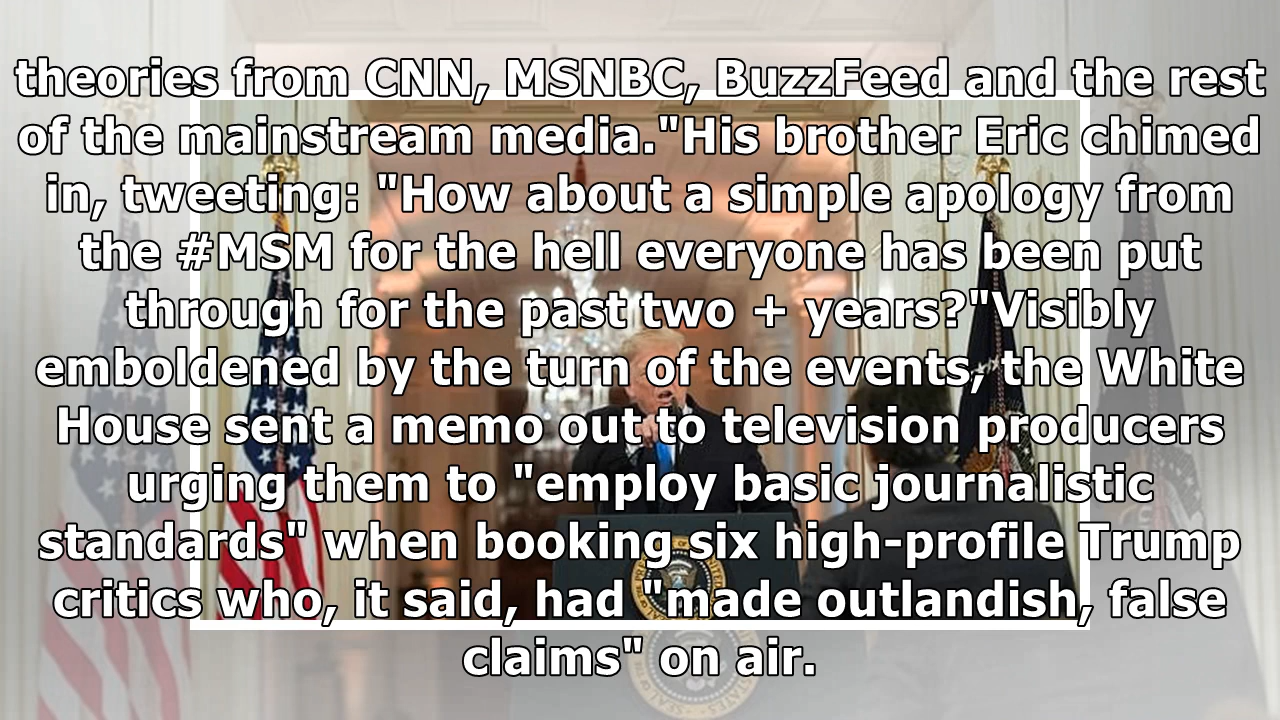 theories from CNN, MSNBC, BuzzFeed and the rest
of the mainstream media."His brother Eric chimed
in, tweeting: "How about a simple apology from
the #MSM for the hell everyone has been put
through for the past two + years?"Visibly
emboldened by the turn of the events, the White
House sent a memo out to television producers
urging them to "employ basic journalistic
standards" when booking six high-profile Trump
critics who, it said, had "made outlandish, false
claims" on air.